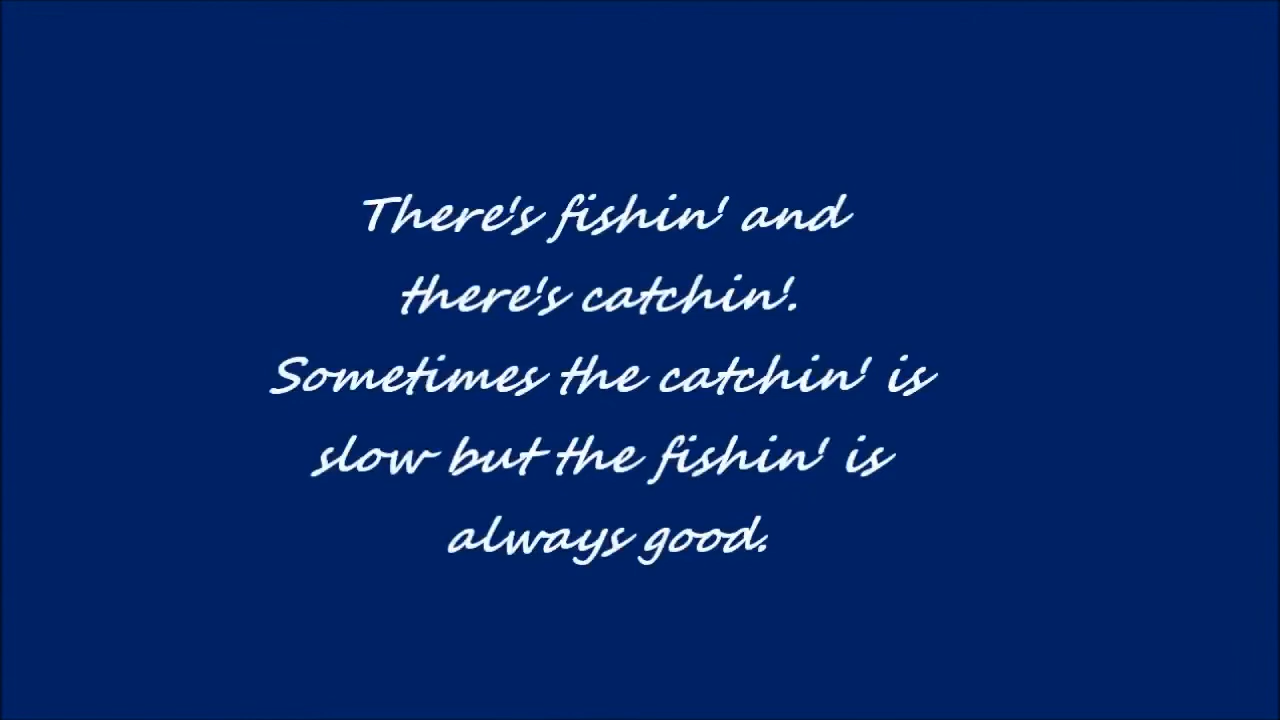 There's fishin' and
there's catchin'.
Sometimes the catchin' is
slow but the fishin' is
always good.